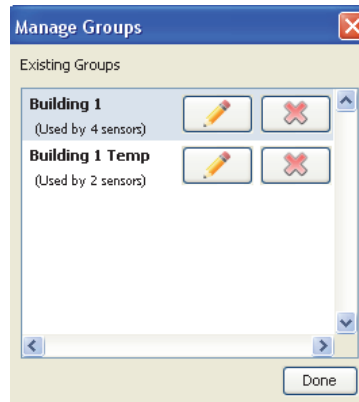 Manage Groups
Existing Groups
Building 1
(Used by 4 sensors)
Building 1 Temp
(Used by 2 sensors)
Done